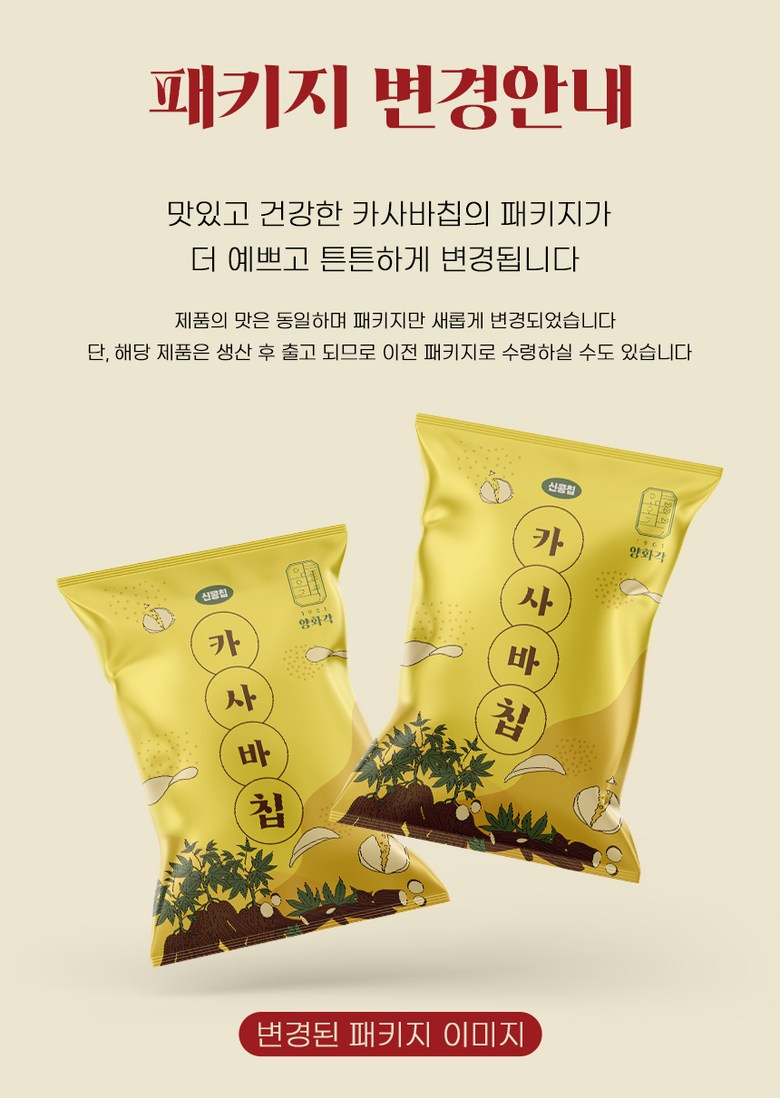 패키지 변경안내
맛있고 건강한 카사바칩의 패키지가
더 예쁘고 튼튼하게 변경됩니다
제품의 맛은 동일하며 패키지만 새롭게 변경되었습니다
단, 해당 제품은 생산 후 출고 되므로 이전 패키지로 수령하실 수도 있습니다
신콩칩
카
사
바
칩
1961
양화각
신콩칩
카
사
바
칩
양화각
변경된 패키지 이미지